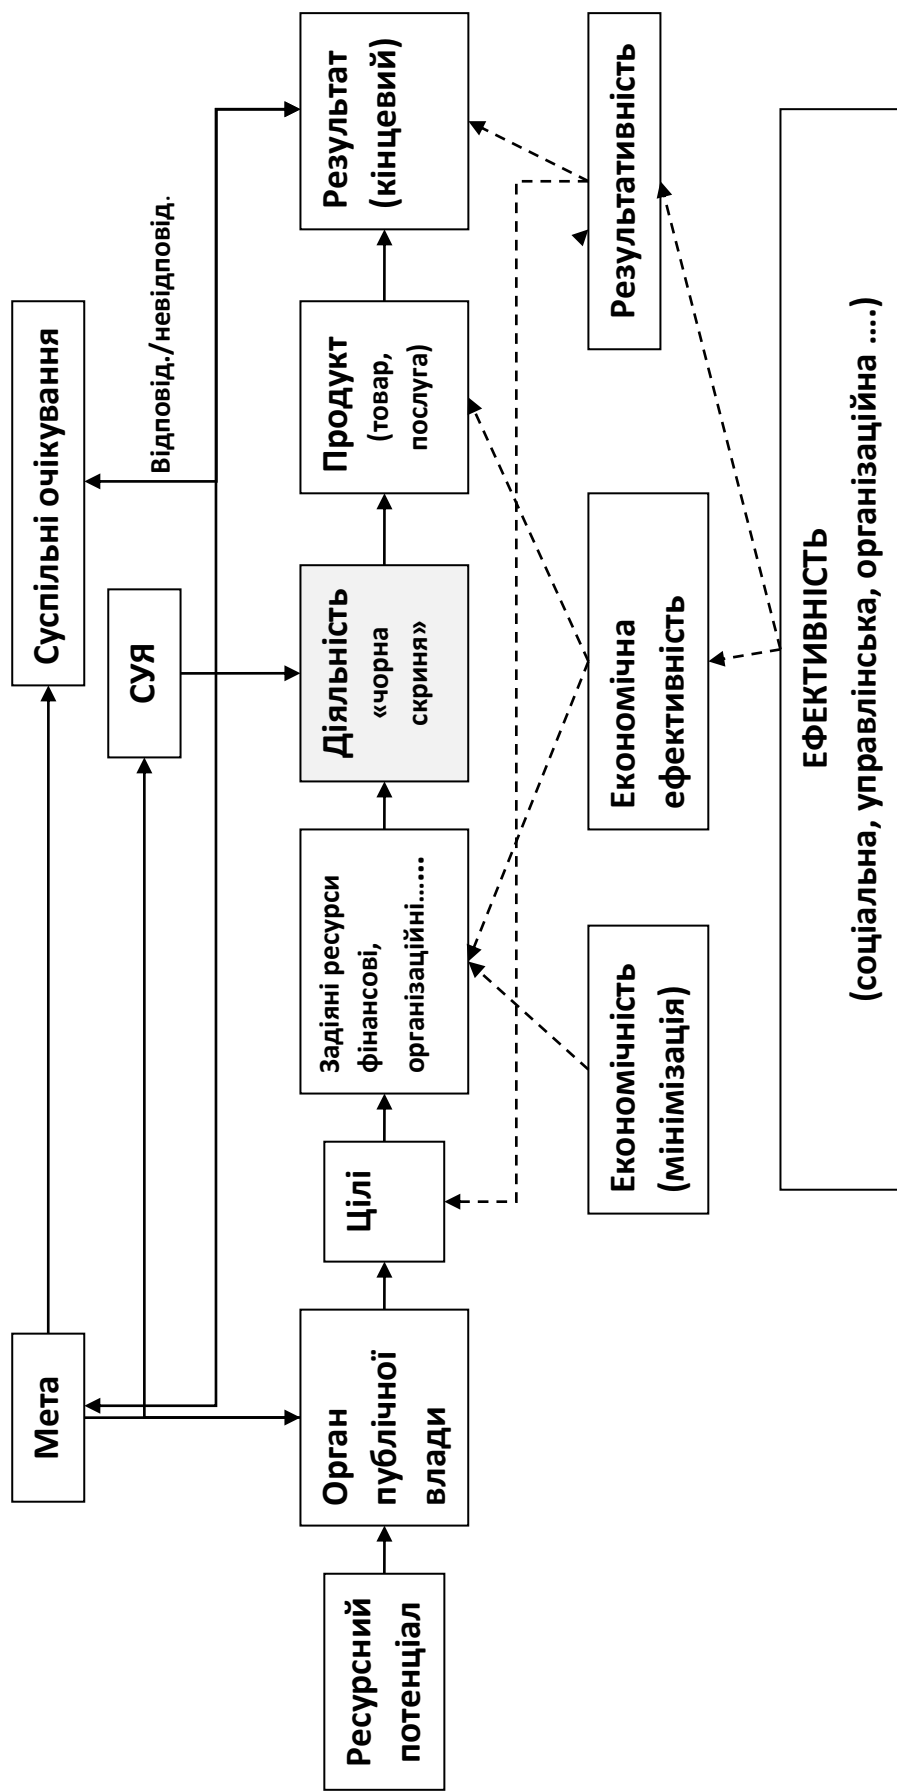 Мета
Суспільні очікування
СУЯ
Відповід./невідповід.
Ресурсний
потенціал
Орган
публічної
влади
Цілі
Задіяні ресурси
фінансові,
організаційні……
Діяльність
«чорна
скриня»
Продукт
(товар,
послуга)
Результат
(кінцевий)
Економічність
(мінімізація)
Економічна
ефективність
Результативність
ЕФЕКТИВНІСТЬ
(соціальна, управлінська, організаційна ….)